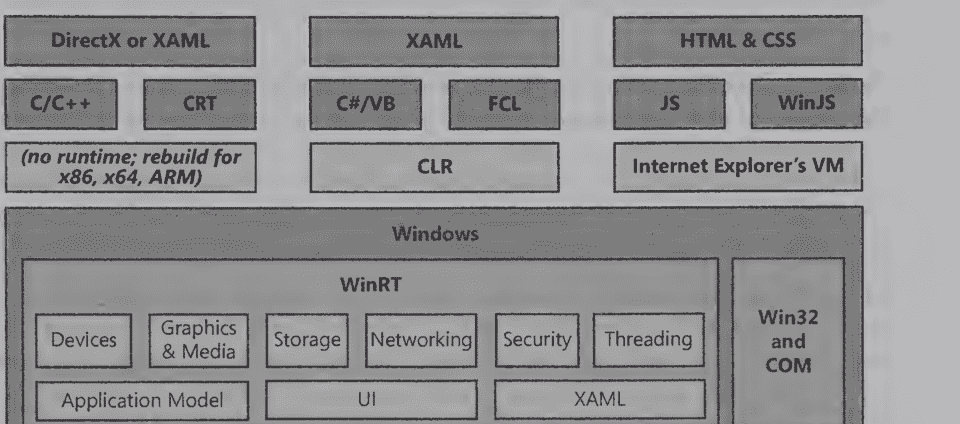 DirectX or XAML
XAML
HTML & CSS
C/C++
CRT
C#/VB
FCL
JS
WinJS
(no runtime; rebuild for
x86, x64, ARM)
CLR
Internet Explorer's VM
Windows
WinRT
Win32
and
COM
Devices
Graphics
& Media
Storage
Networking
Security
Threading
Application Model
UI
XAML